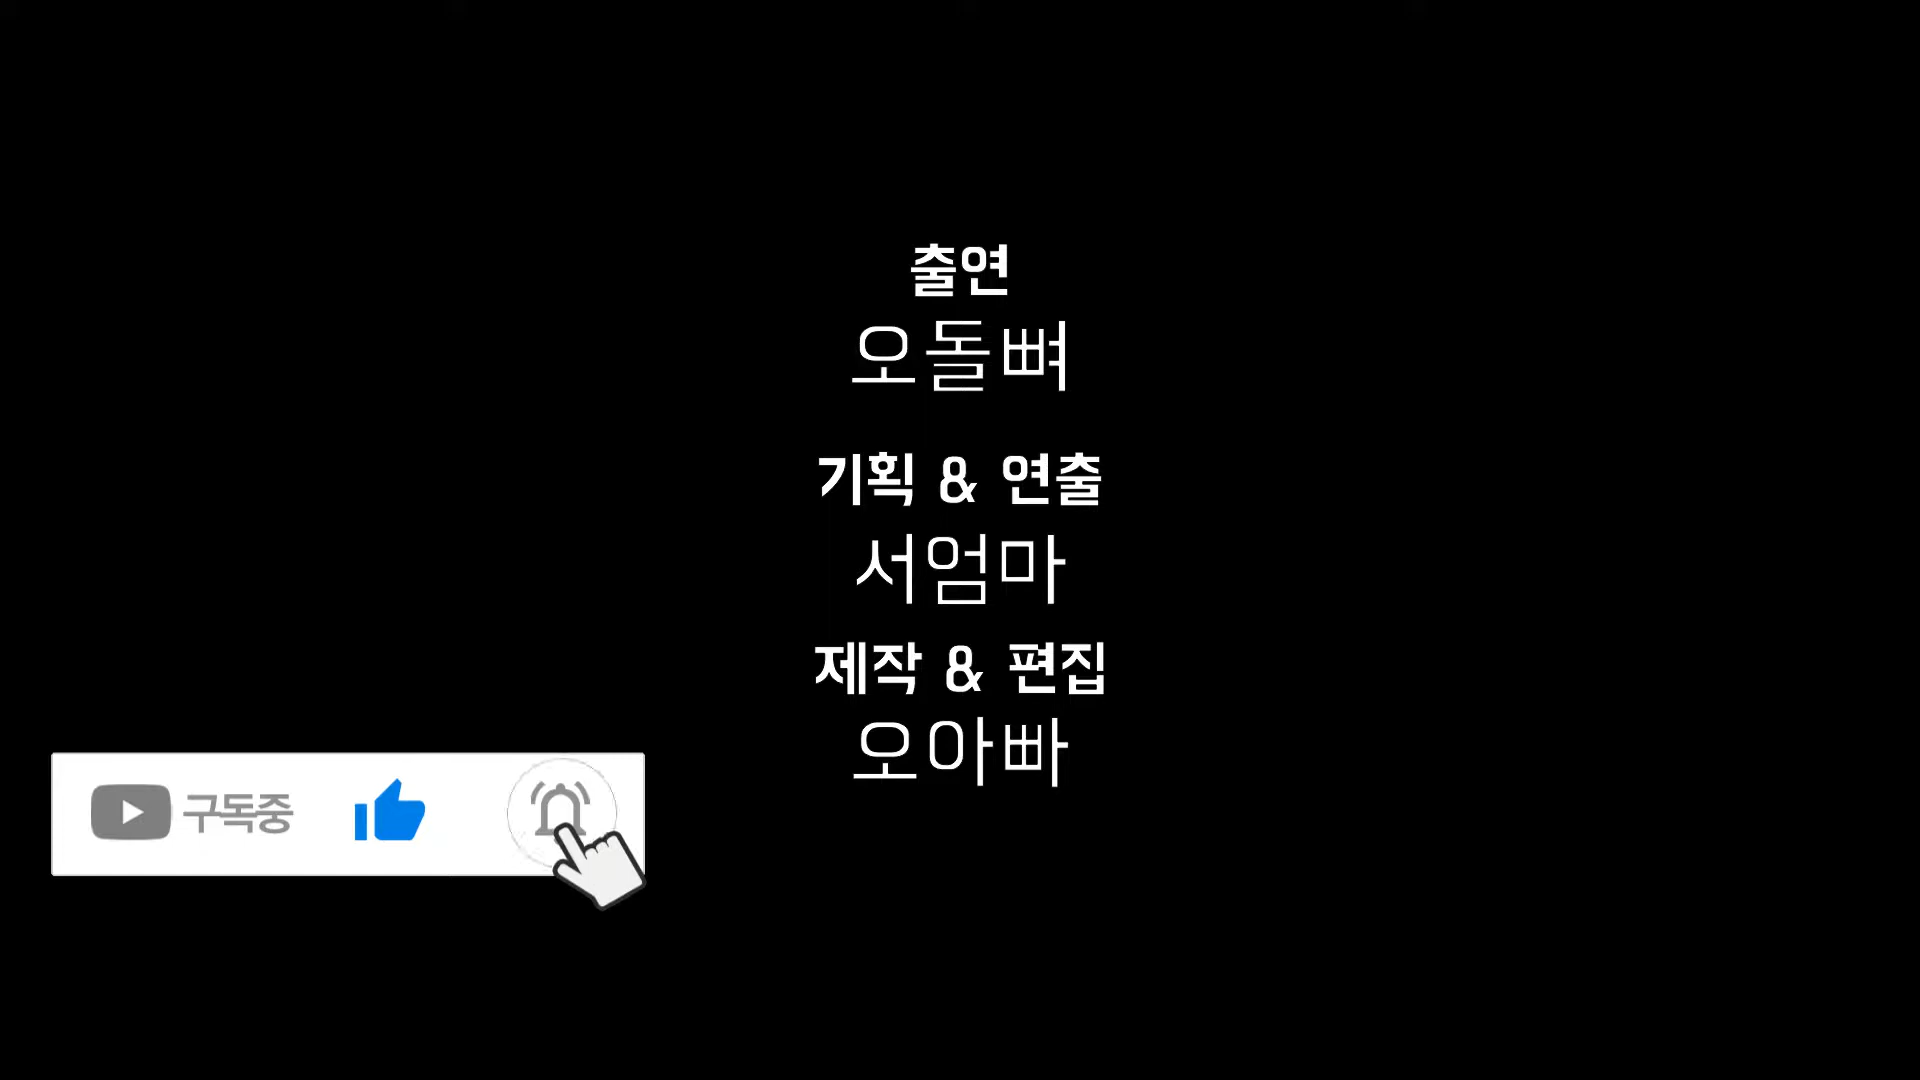 출연
오돌뼈
기획 & 연출
서엄마
제작 & 편집
오아빠
구독중